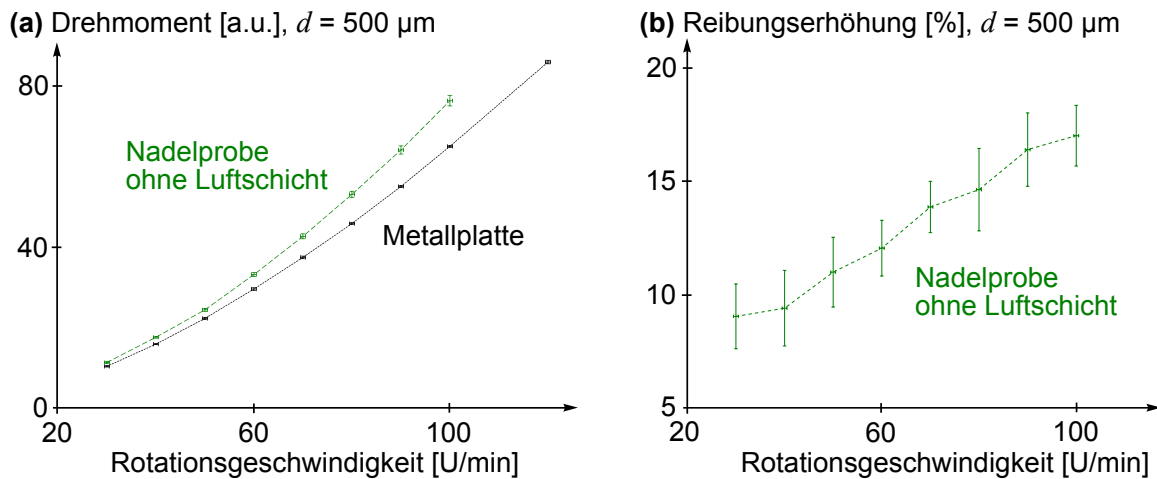 (a) Drehmoment [a.u.], d = 500 µm
80
40
0
20
60
100
Nadelprobe
ohne Luftschicht
Metallplatte
Rotationsgeschwindigkeit [U/min]
(b) Reibungserhöhung [%], d = 500 µm
20
15
10
5
20
60
100
Nadelprobe
ohne Luftschicht
Rotationsgeschwindigkeit [U/min]